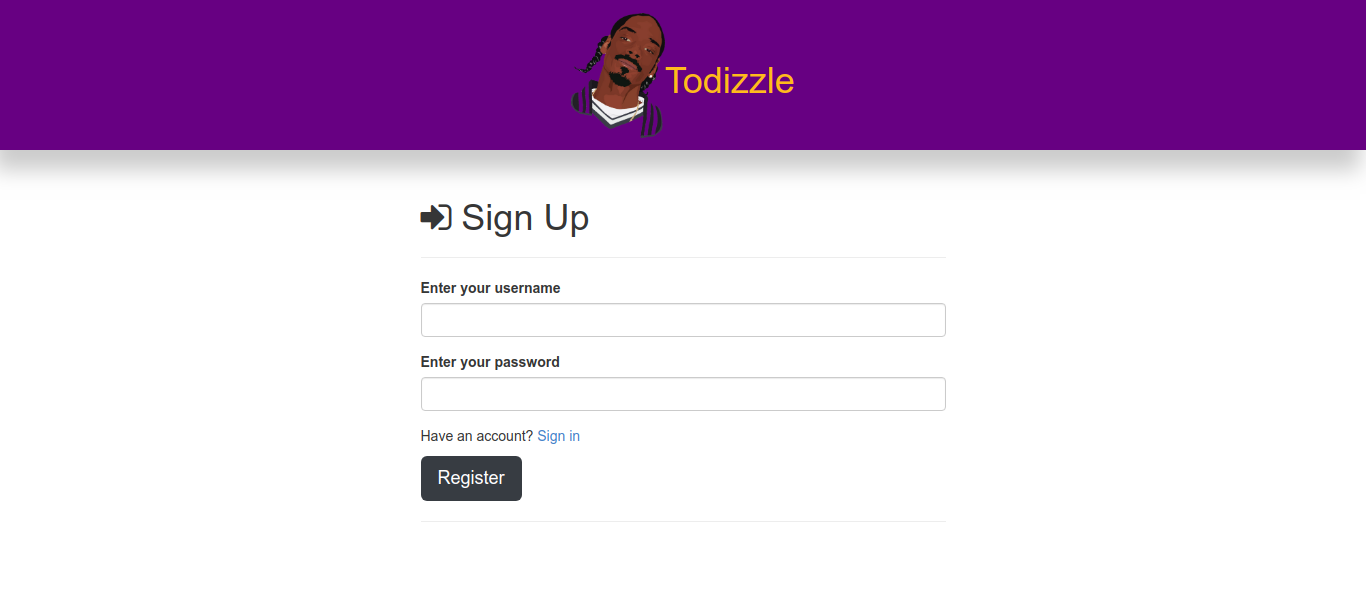 Todizzle
Sign Up
Enter your username
Enter your password
Have an account? Sign in
Register